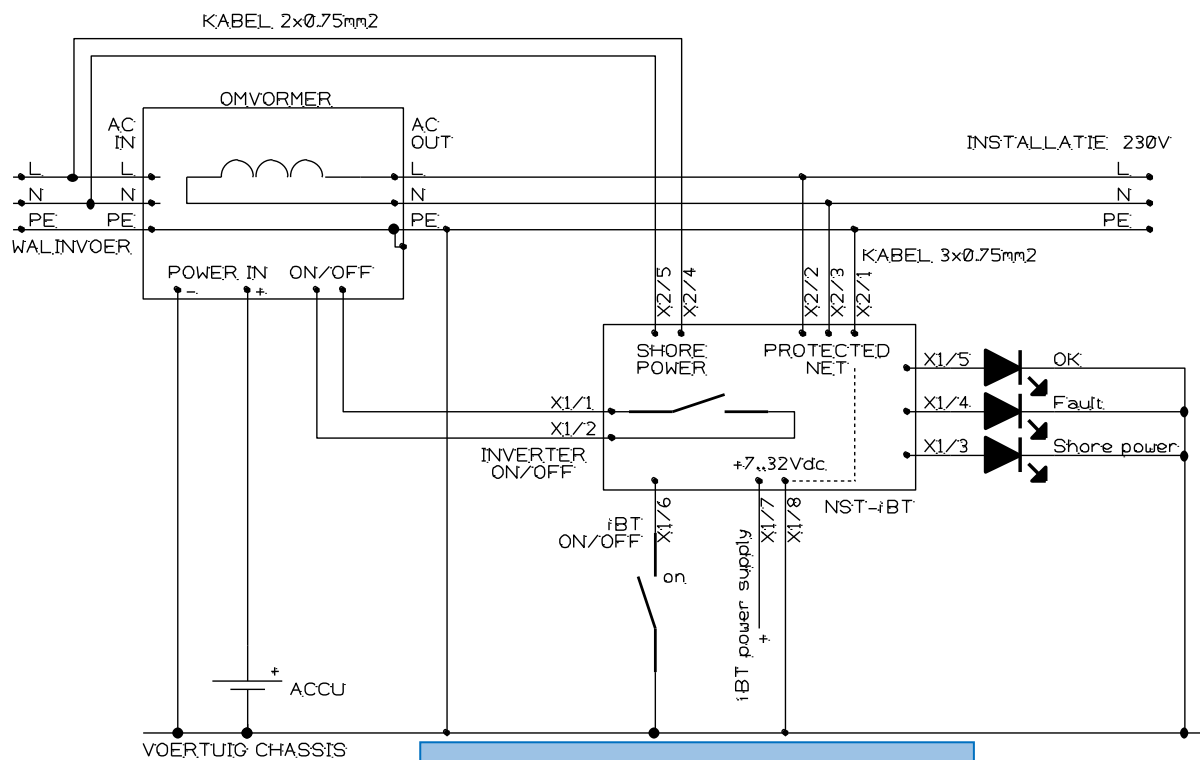 KABEL 2x0.75mm2
OMVORMER
AC IN
AC OUT
INSTALLATIE 230V
L L L L
N N N N
PE PE PE PE
WALINVOER
KABEL 3x0.75mm2
POWER IN ON/OFF
- +
X2/5 X2/4 X2/2 X2/3 X2/1
SHORE POWER
PROTECTED NET
X1/5 OK
X1/1
X1/4 Fault
X1/2
X1/3 Shore power
INVERTER ON/OFF
+7..32Vdc
NST-iBT
iBT ON/OFF
X1/6
X1/7
X1/8
on
iBT power supply
+
+
ACCU
VOERTUIG CHASSIS